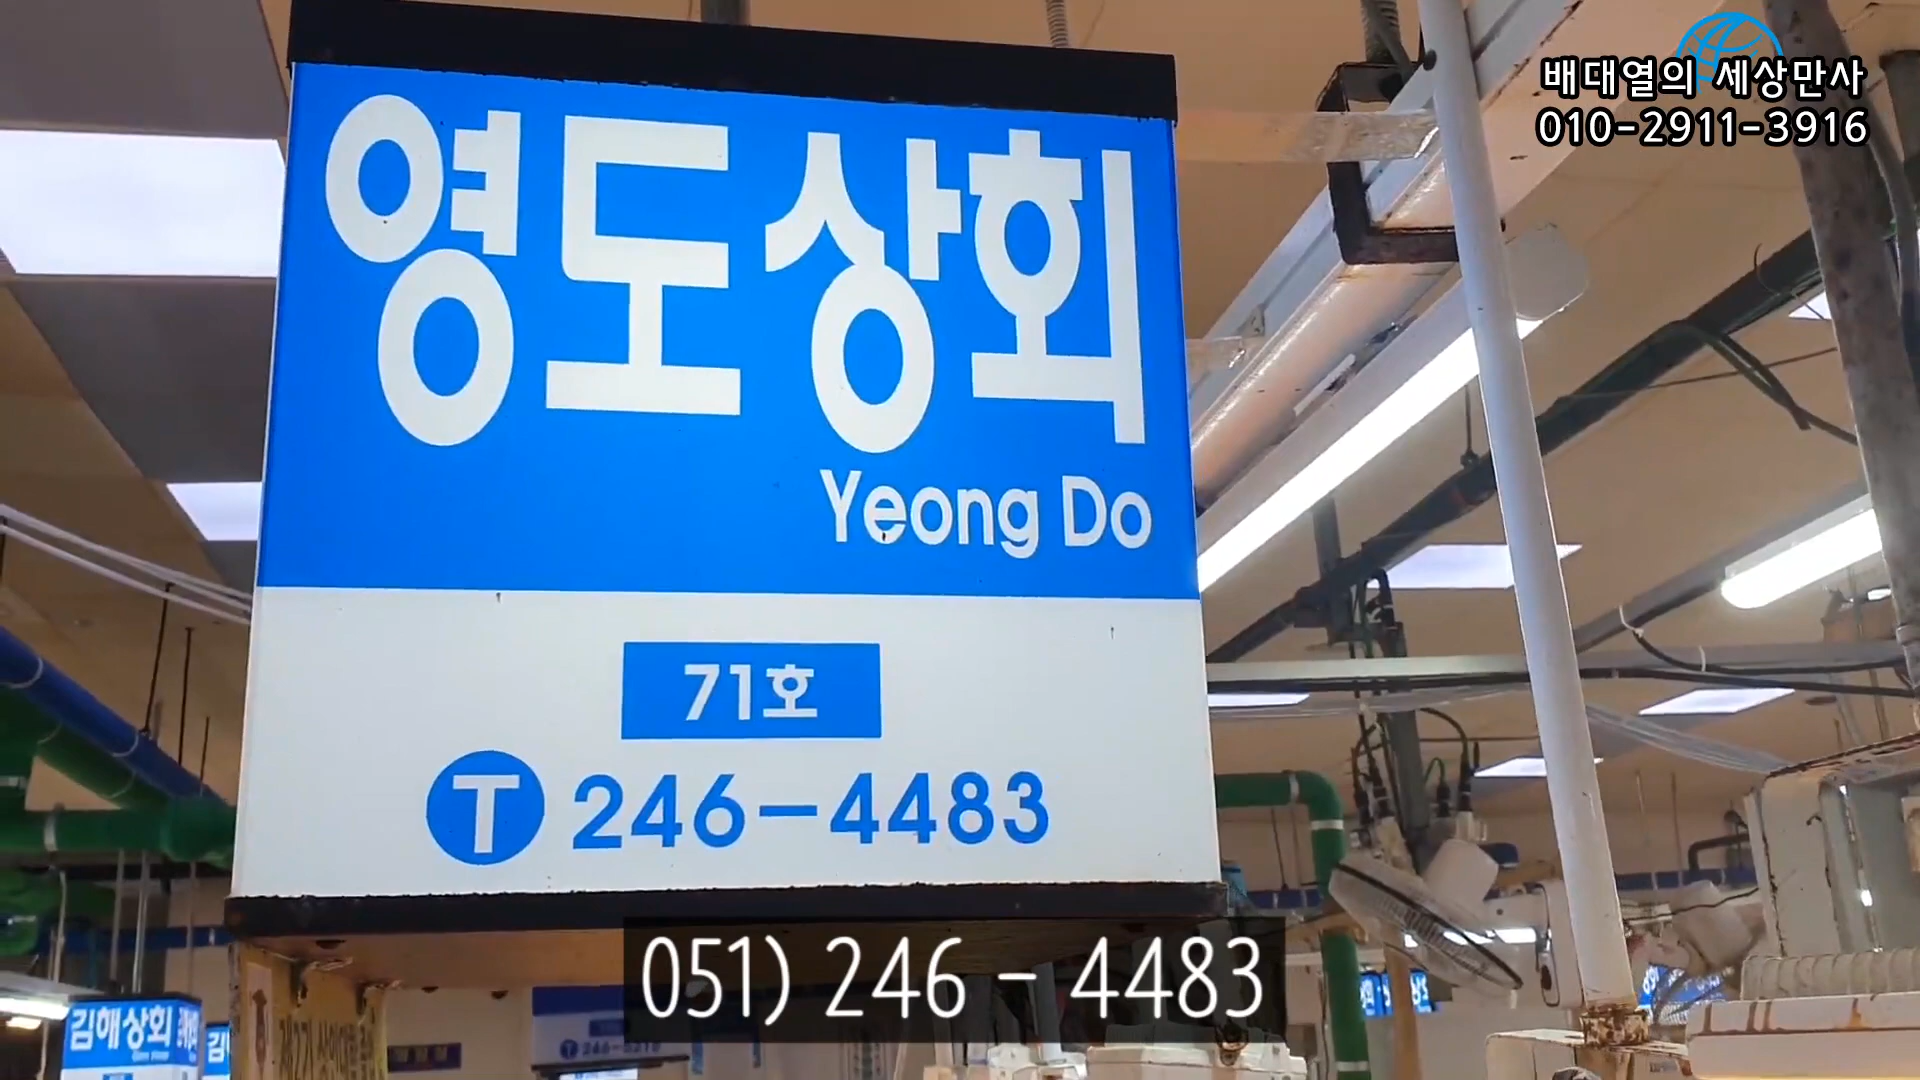 배대열의 세상만사
010-2911-3916
영도상회
Yeong Do
71호
T 246-4483
051) 246 - 4483
김해상회